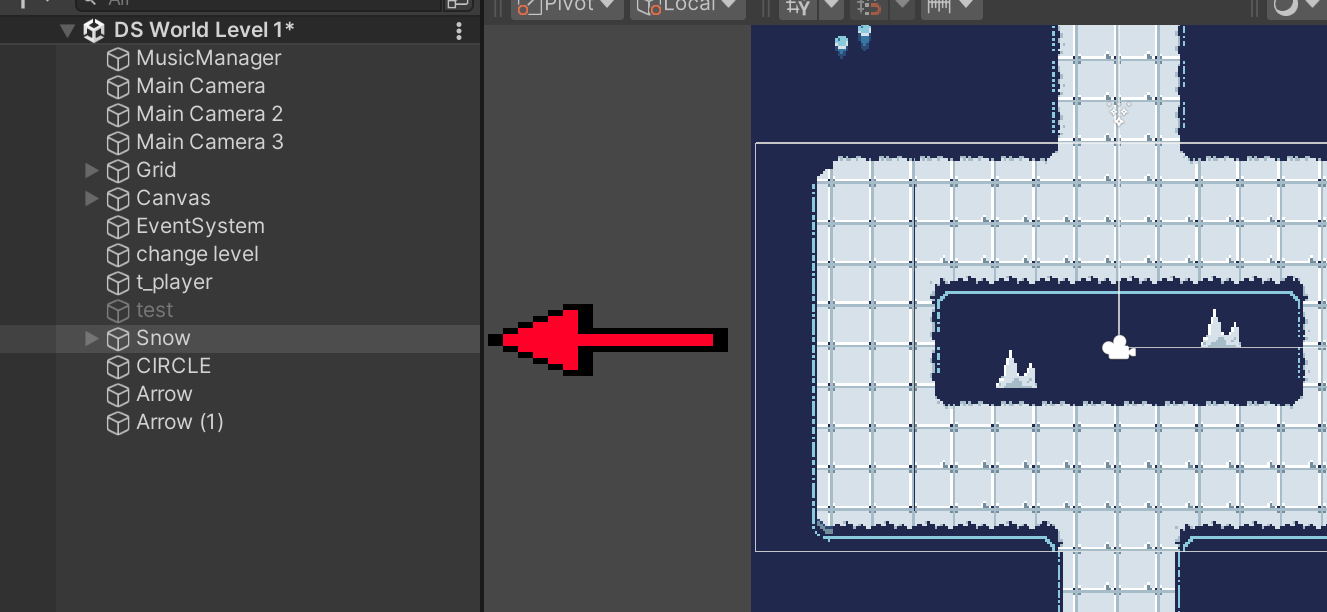 All
Pivot
Local
DS World Level 1*
MusicManager
Main Camera
Main Camera 2
Main Camera 3
Grid
Canvas
EventSystem
change level
t_player
test
Snow
CIRCLE
Arrow
Arrow (1)